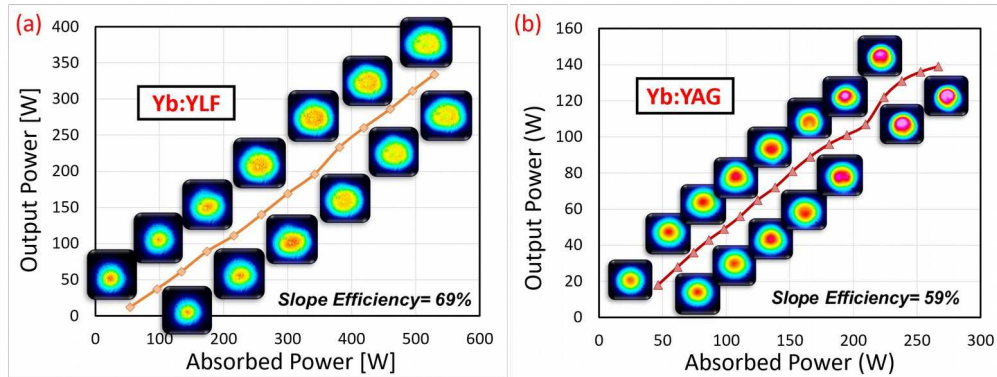 (a)
Yb:YLF
Output Power [W]
400
350
300
250
200
150
100
50
0
0 100 200 300 400 500 600
Absorbed Power [W]
Slope Efficiency= 69%
(b)
Yb:YAG
Output Power (W)
160
140
120
100
80
60
40
20
0
0 50 100 150 200 250 300
Absorbed Power (W)
Slope Efficiency= 59%